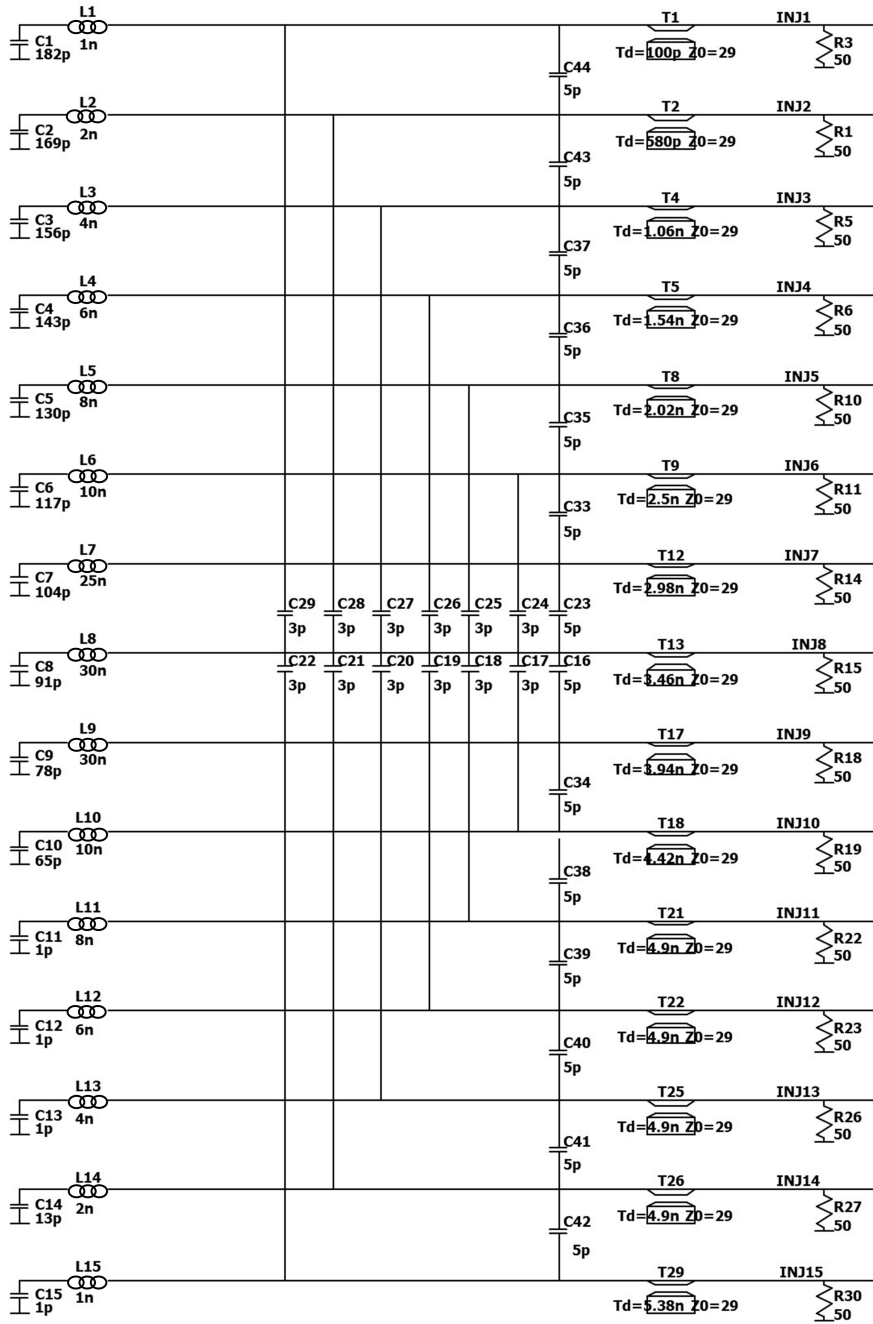 L1
T1
INJ1
C1
182p
1n
Td=100p Z0=29
R3
50
C44
5p
L2
T2
INJ2
C2
169p
2n
Td=580p Z0=29
R1
50
C43
5p
L3
T4
INJ3
C3
156p
4n
Td=1.06n Z0=29
R5
50
C37
5p
L4
T5
INJ4
C4
143p
6n
Td=1.54n Z0=29
R6
50
C36
5p
L5
T8
INJ5
C5
130p
8n
Td=2.02n Z0=29
R10
50
C35
5p
L6
T9
INJ6
C6
117p
10n
Td=2.5n Z0=29
R11
50
C33
5p
L7
T12
INJ7
C7
104p
25n
Td=2.98n Z0=29
R14
50
C29 C28 C27 C26 C25 C24 C23
3p 3p 3p 3p 3p 3p 5p
L8
T13
INJ8
C8
91p
30n
C22 C21 C20 C19 C18 C17 C16
3p 3p 3p 3p 3p 3p 5p
Td=3.46n Z0=29
R15
50
L9
T17
INJ9
C9
78p
30n
Td=3.94n Z0=29
R18
50
C34
5p
L10
T18
INJ10
C10
65p
10n
Td=4.42n Z0=29
R19
50
C38
5p
L11
T21
INJ11
C11
1p
8n
Td=4.9n Z0=29
R22
50
C39
5p
L12
T22
INJ12
C12
1p
6n
Td=4.9n Z0=29
R23
50
C40
5p
L13
T25
INJ13
C13
1p
4n
Td=4.9n Z0=29
R26
50
C41
5p
L14
T26
INJ14
C14
13p
2n
Td=4.9n Z0=29
R27
50
C42
5p
L15
T29
INJ15
C15
1p
1n
Td=5.38n Z0=29
R30
50